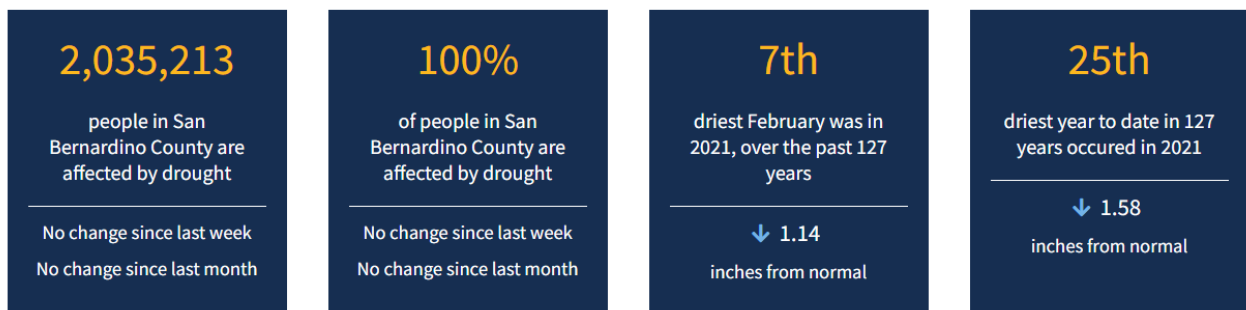 2,035,213
people in San
Bernardino County are
affected by drought
No change since last week
No change since last month
100%
of people in San
Bernardino County are
affected by drought
No change since last week
No change since last month
7th
driest February was in
2021, over the past 127
years
↓ 1.14
inches from normal
25th
driest year to date in 127
years occured in 2021
↓ 1.58
inches from normal